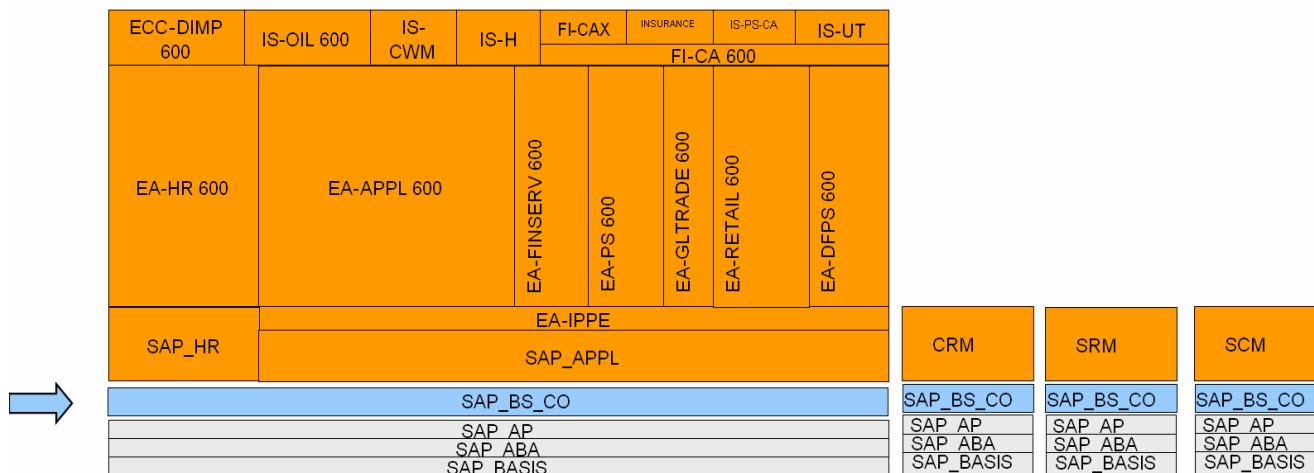 ECC-DIMP
600
IS-OIL 600
IS-
CWM
IS-H
FI-CAX
INSURANCE
IS-PS-CA
IS-UT
FI-CA 600
EA-HR 600
EA-APPL 600
EA-FINSERV 600
EA-PS 600
EA-GLTRADE 600
EA-RETAIL 600
EA-DFPS 600
EA-IPPE
SAP_HR
SAP_APPL
CRM
SRM
SCM
SAP_BS_CO
SAP_BS_CO
SAP_BS_CO
SAP_BS_CO
SAP_AP
SAP_AP
SAP_AP
SAP_AP
SAP_ABA
SAP_ABA
SAP_ABA
SAP_ABA
SAP_BASIS
SAP_BASIS
SAP_BASIS
SAP_BASIS